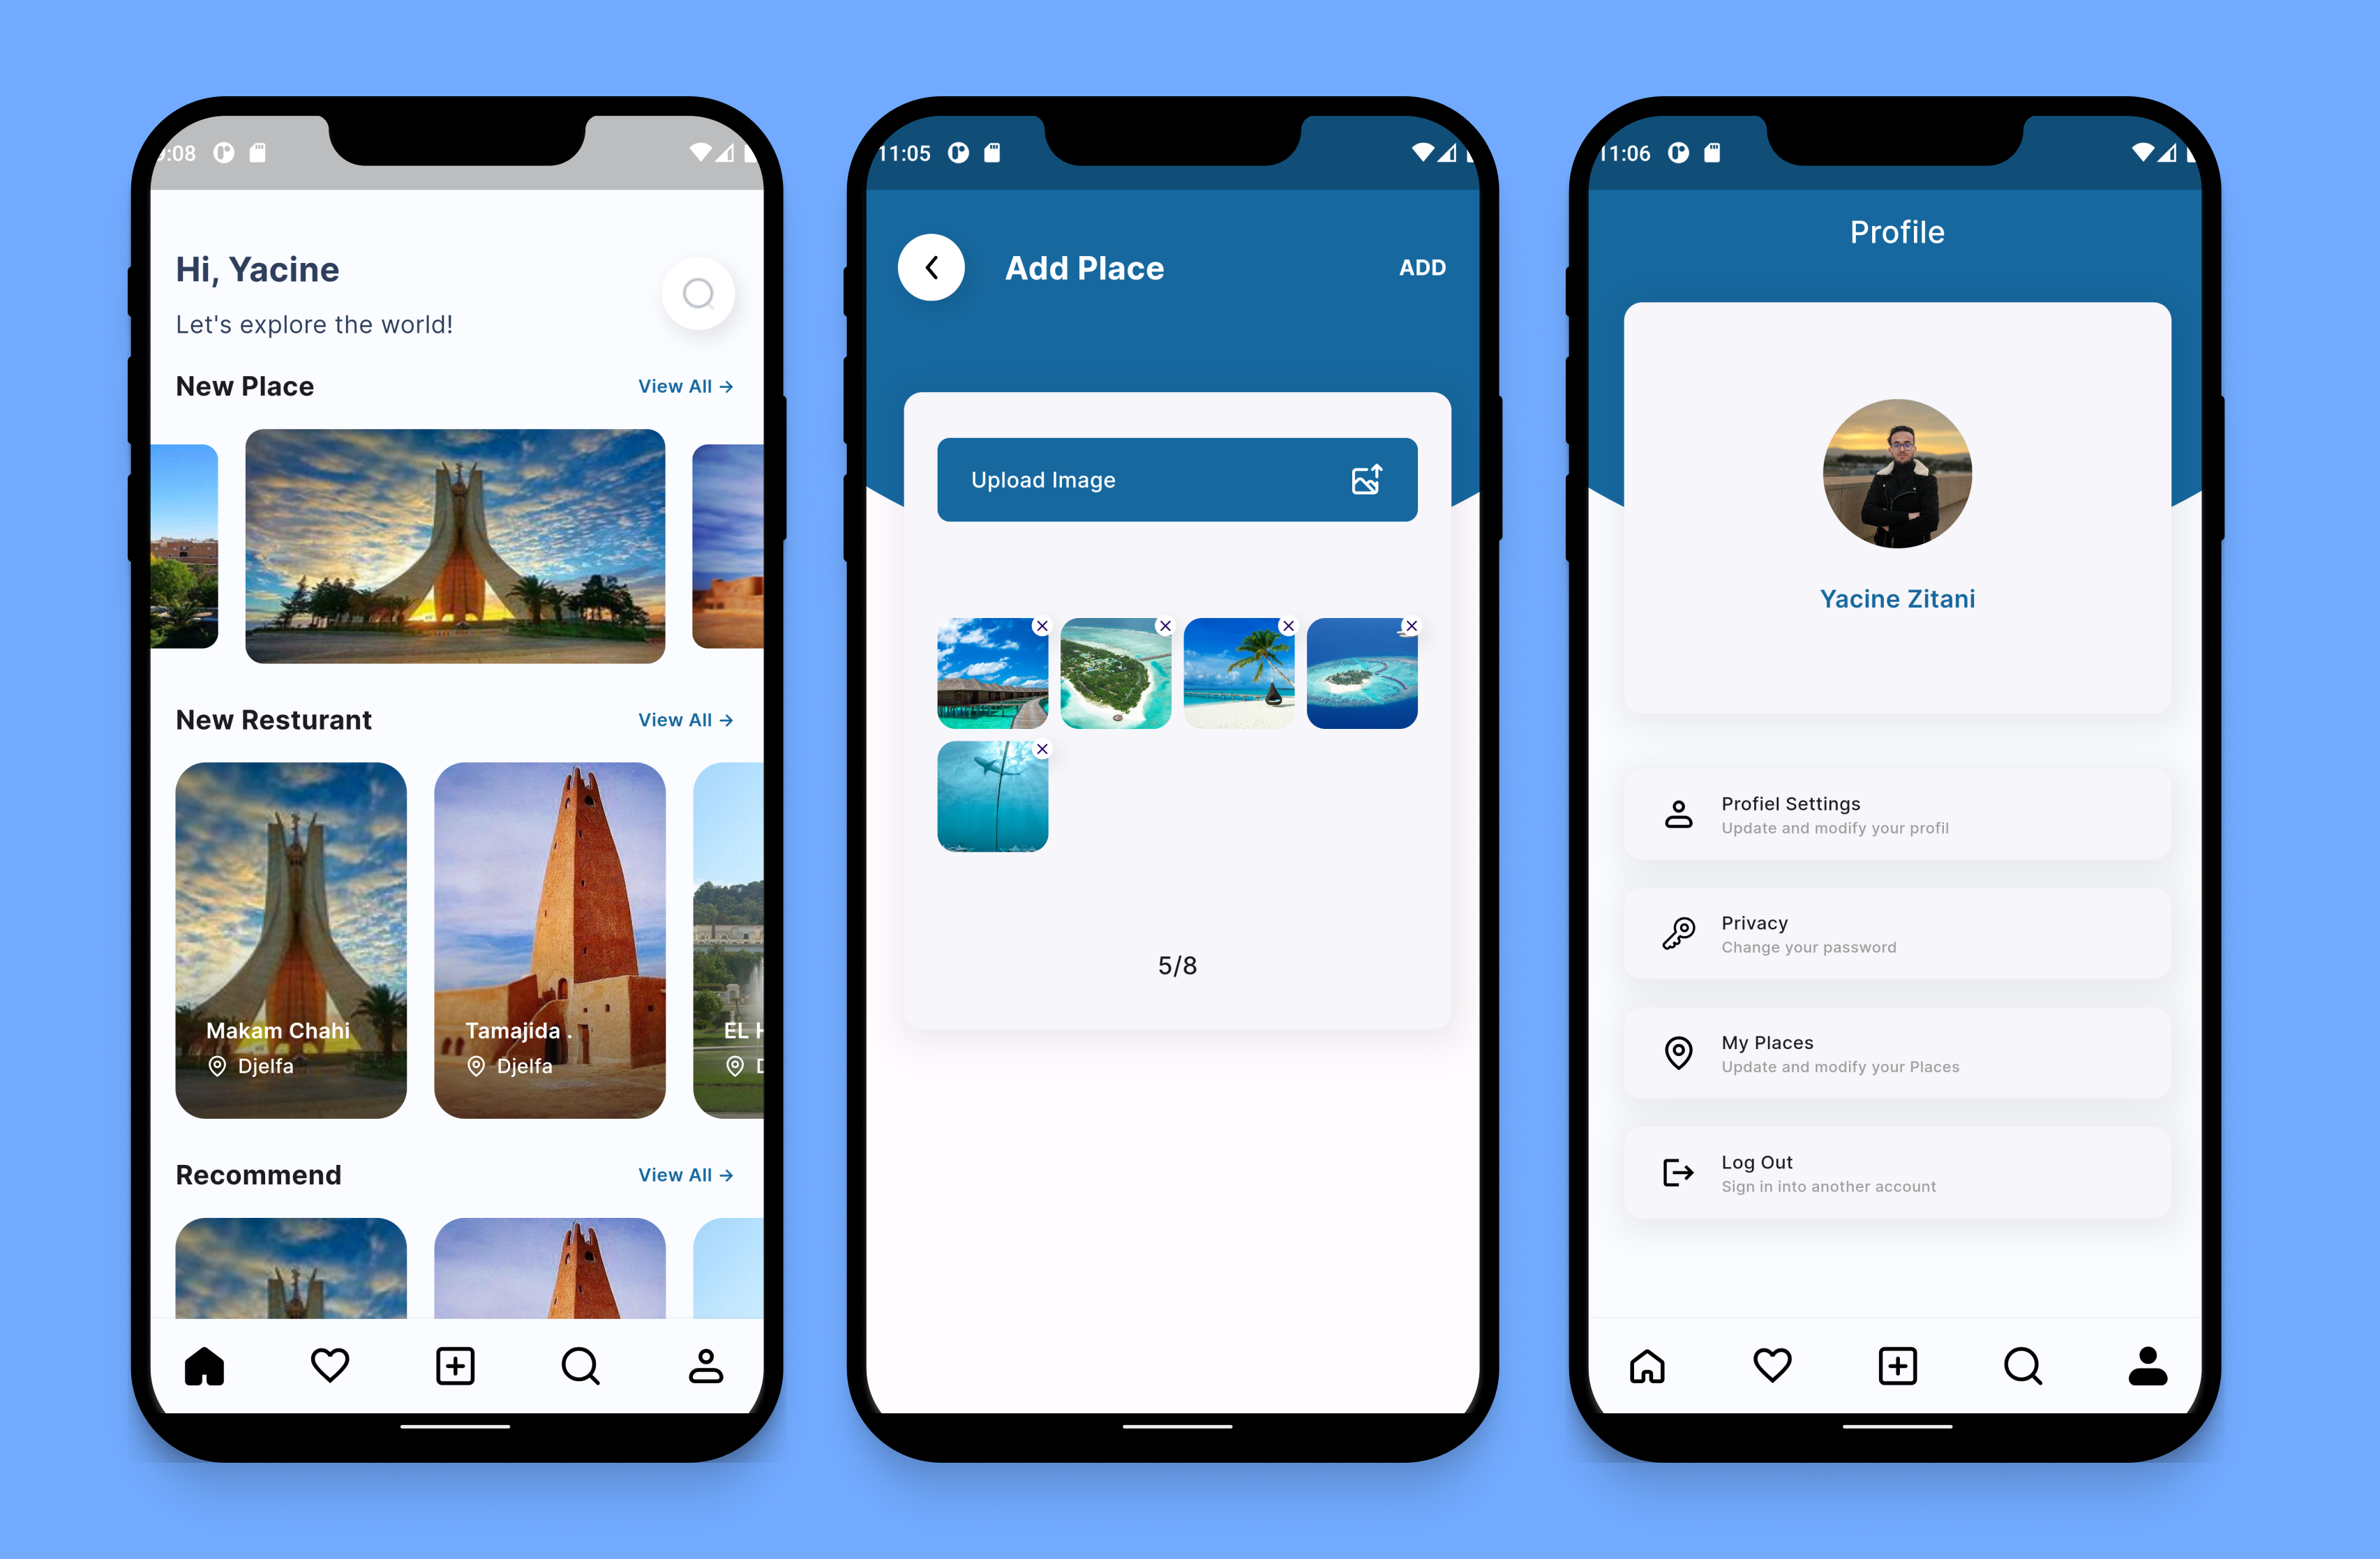 :08
Hi, Yacine
Let's explore the world!
New Place
View All →
New Resturant
View All →
Makam Chahi
Djelfa
Tamajida .
Djelfa
EL
Recommend
View All →
11:05
Add Place
ADD
Upload Image
5/8
11:06
Profile
Yacine Zitani
Profiel Settings
Update and modify your profil
Privacy
Change your password
My Places
Update and modify your Places
Log Out
Sign in into another account